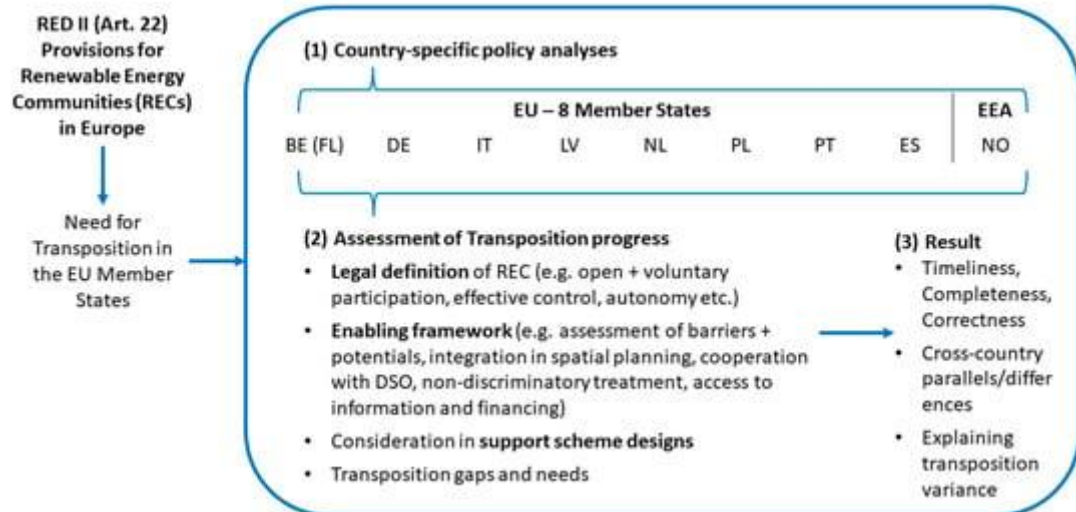 RED II (Art. 22)
Provisions for
Renewable Energy
Communities (RECs)
in Europe
Need for
Transposition in
the EU Member
States
(1) Country-specific policy analyses
EU – 8 Member States
EEA
BE (FL) DE IT LV NL PL PT ES NO
(2) Assessment of Transposition progress
• Legal definition of REC (e.g. open + voluntary
participation, effective control, autonomy etc.)
• Enabling framework (e.g. assessment of barriers +
potentials, integration in spatial planning, cooperation
with DSO, non-discriminatory treatment, access to
information and financing)
• Consideration in support scheme designs
• Transposition gaps and needs
(3) Result
• Timeliness,
Completeness,
Correctness
• Cross-country
parallels/differ
ences
• Explaining
transposition
variance